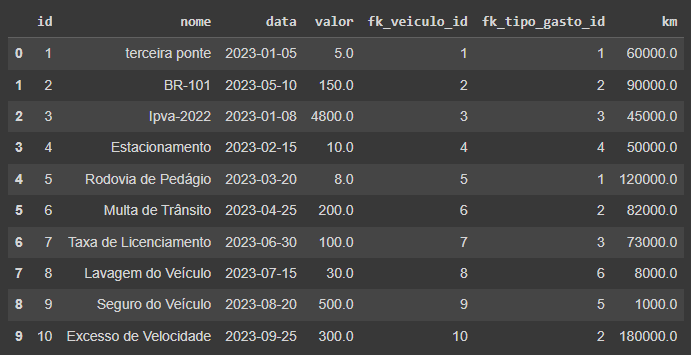 id nome data valor fk_veiculo_id fk_tipo_gasto_id km
0 1 terceira ponte 2023-01-05 5.0 1 1 60000.0
1 2 BR-101 2023-05-10 150.0 2 2 90000.0
2 3 Ipva-2022 2023-01-08 4800.0 3 3 45000.0
3 4 Estacionamento 2023-02-15 10.0 4 4 50000.0
4 5 Rodovia de Pedágio 2023-03-20 8.0 5 1 120000.0
5 6 Multa de Trânsito 2023-04-25 200.0 6 2 82000.0
6 7 Taxa de Licenciamento 2023-06-30 100.0 7 3 73000.0
7 8 Lavagem do Veículo 2023-07-15 30.0 8 6 8000.0
8 9 Seguro do Veículo 2023-08-20 500.0 9 5 1000.0
9 10 Excesso de Velocidade 2023-09-25 300.0 10 2 180000.0